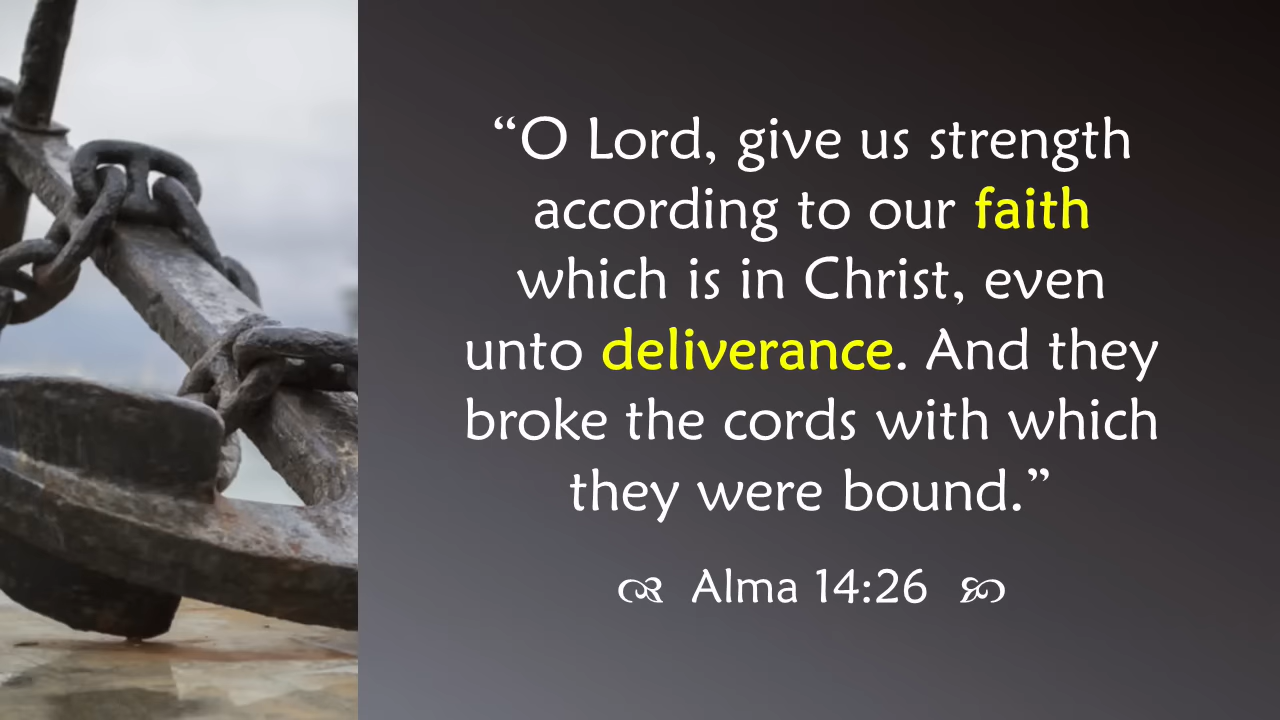 “O Lord, give us strength
according to our faith
which is in Christ, even
unto deliverance. And they
broke the cords with which
they were bound.”
Alma 14:26